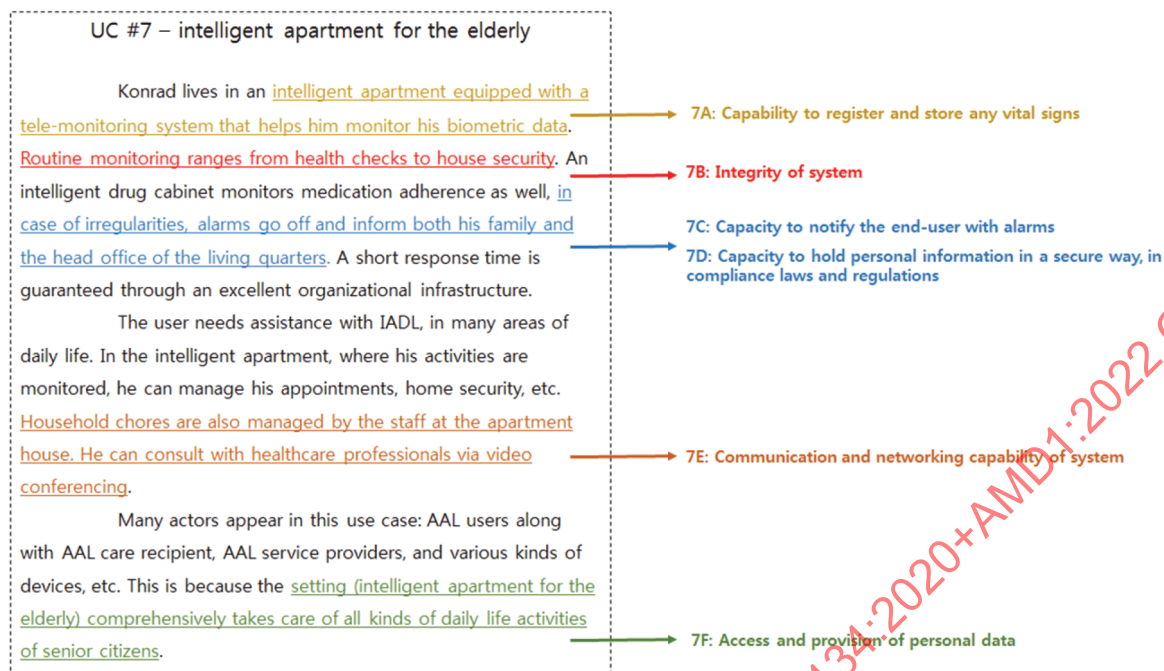 UC #7 – intelligent apartment for the elderly
Konrad lives in an intelligent apartment equipped with a
tele-monitoring system that helps him monitor his biometric data.
Routine monitoring ranges from health checks to house security. An
intelligent drug cabinet monitors medication adherence as well, in
case of irregularities, alarms go off and inform both his family and
the head office of the living quarters. A short response time is
guaranteed through an excellent organizational infrastructure.
The user needs assistance with IADL, in many areas of
daily life. In the intelligent apartment, where his activities are
monitored, he can manage his appointments, home security, etc.
Household chores are also managed by the staff at the apartment
house. He can consult with healthcare professionals via video
conferencing.
Many actors appear in this use case: AAL users along
with AAL care recipient, AAL service providers, and various kinds of
devices, etc. This is because the setting (intelligent apartment for the
elderly) comprehensively takes care of all kinds of daily life activities
of senior citizens.
7A: Capability to register and store any vital signs
7B: Integrity of system
7C: Capacity to notify the end-user with alarms
7D: Capacity to hold personal information in a secure way, in
compliance laws and regulations
7E: Communication and networking capability of system
7F: Access and provision of personal data
134:2020+AMD1:2022